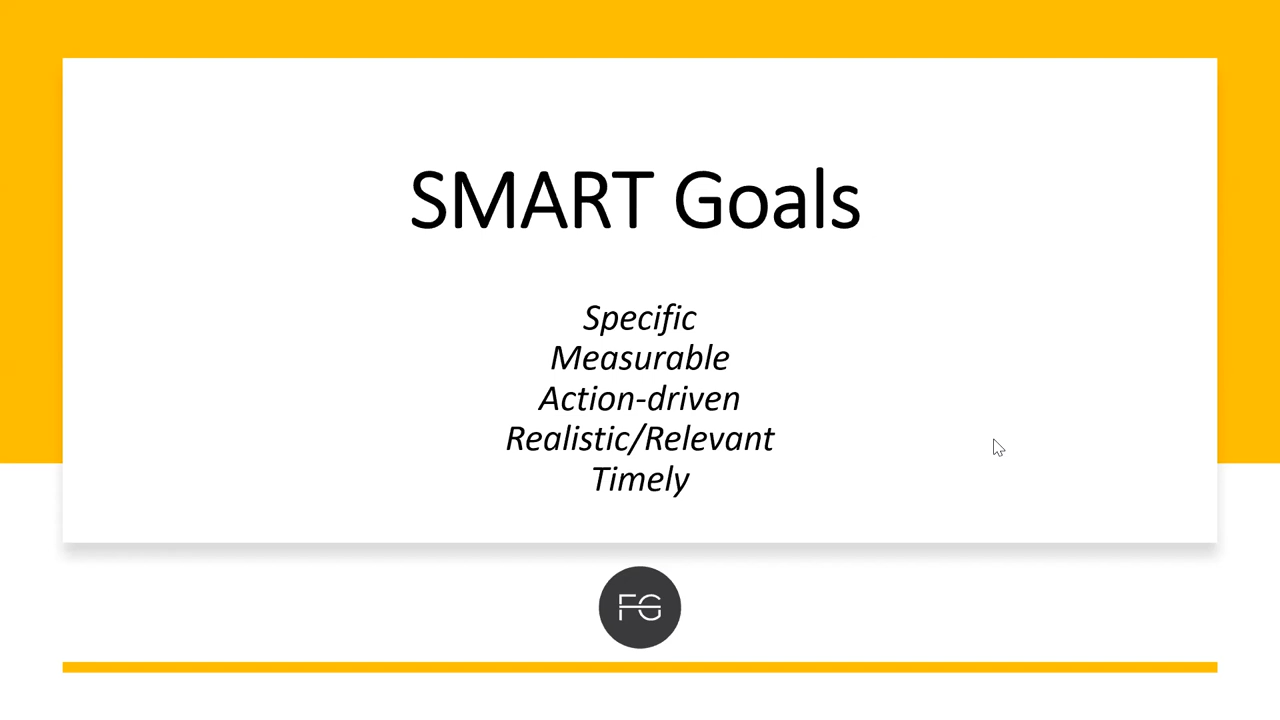 SMART Goals
Specific
Measurable
Action-driven
Realistic/Relevant
Timely
FG